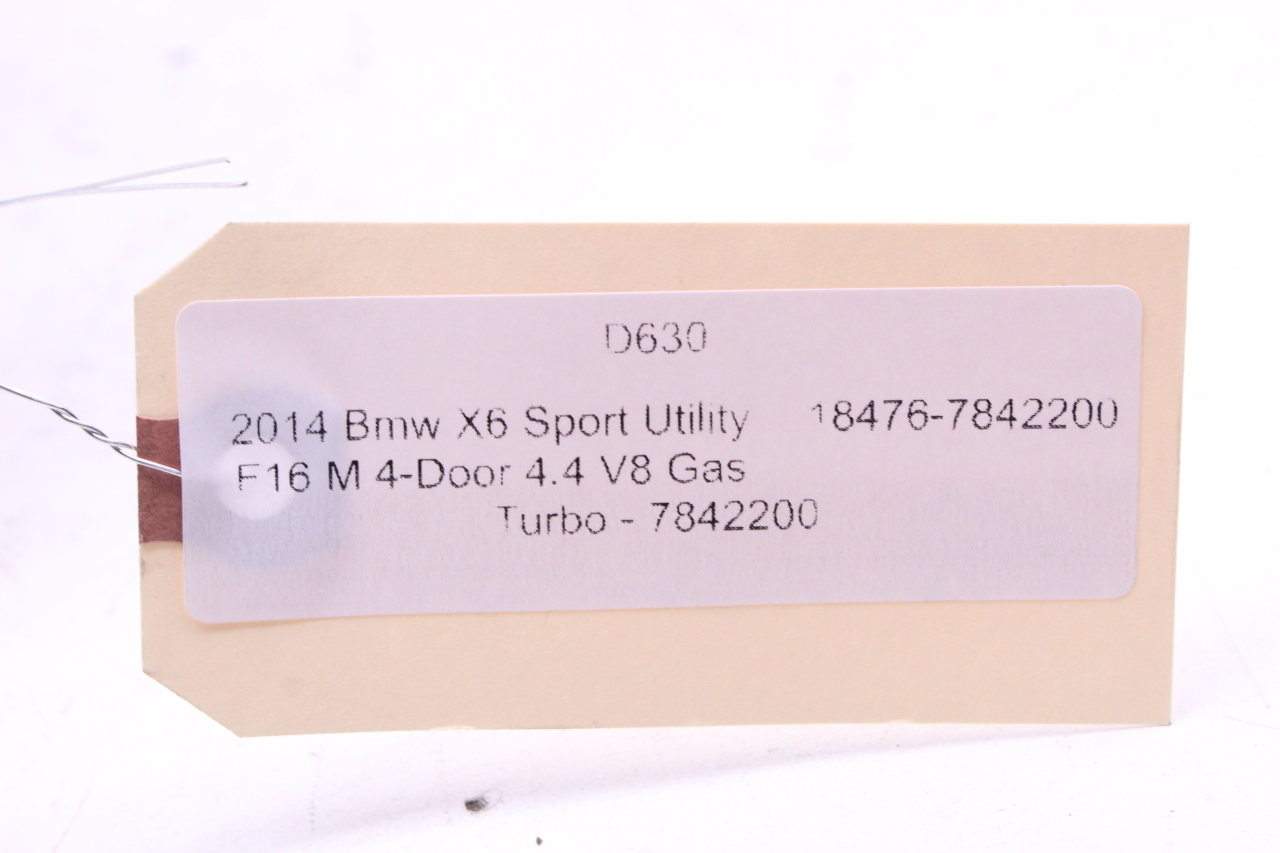 D630
2014 Bmw X6 Sport Utility 18476-7842200
F16 M 4-Door 4.4 V8 Gas
Turbo - 7842200